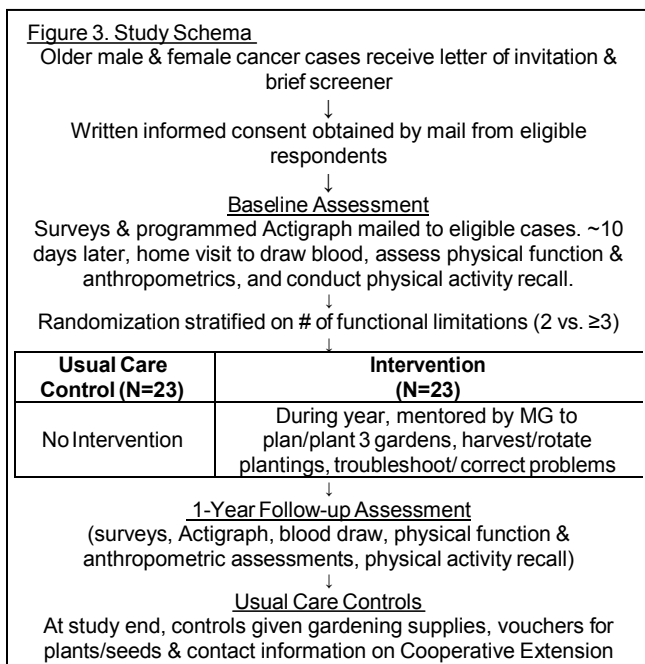 Figure 3. Study Schema
Older male & female cancer cases receive letter of invitation &
brief screener
↓
Written informed consent obtained by mail from eligible
respondents
↓
Baseline Assessment
Surveys & programmed Actigraph mailed to eligible cases. ~10
days later, home visit to draw blood, assess physical function &
anthropometrics, and conduct physical activity recall.
↓
Randomization stratified on # of functional limitations (2 vs. ≥3)
↓
Usual Care
Control (N=23)
Intervention
(N=23)
No Intervention
During year, mentored by MG to
plan/plant 3 gardens, harvest/rotate
plantings, troubleshoot/ correct problems
↓
1-Year Follow-up Assessment
(surveys, Actigraph, blood draw, physical function &
anthropometric assessments, physical activity recall)
↓
Usual Care Controls
At study end, controls given gardening supplies, vouchers for
plants/seeds & contact information on Cooperative Extension